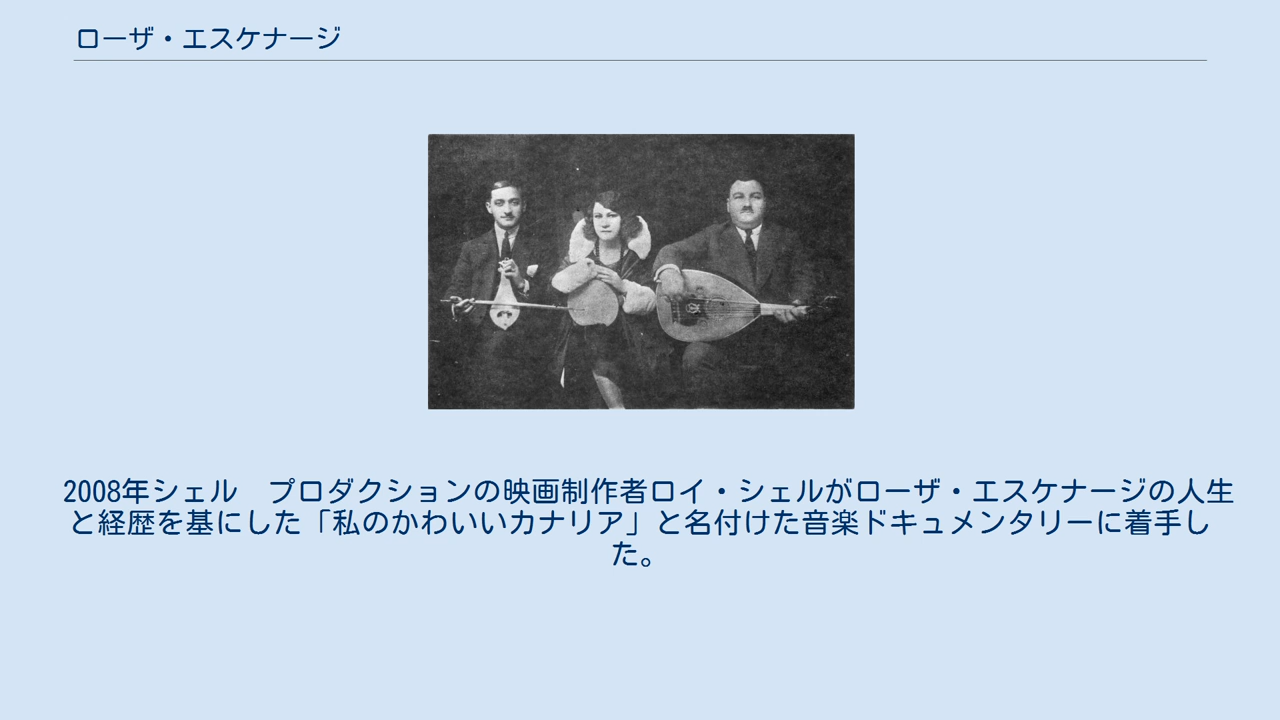 ローザ・エスケナージ
2008年シェル　プロダクションの映画制作者ロイ・シェルがローザ・エスケナージの人生
と経歴を基にした「私のかわいいカナリア」と名付けた音楽ドキュメンタリーに着手し
た。